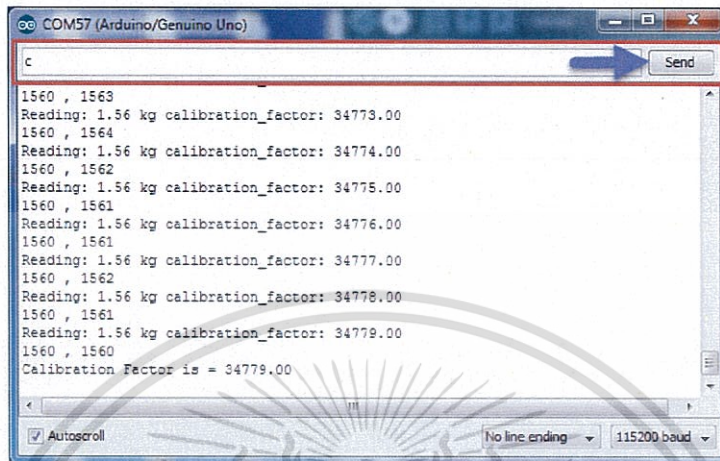 COM57 (Arduino/Genuino Uno)
c
Send
1560 , 1563
Reading: 1.56 kg calibration_factor: 34773.00
1560 , 1564
Reading: 1.56 kg calibration_factor: 34774.00
1560 , 1562
Reading: 1.56 kg calibration_factor: 34775.00
1560 , 1561
Reading: 1.56 kg calibration_factor: 34776.00
1560 , 1561
Reading: 1.56 kg calibration_factor: 34777.00
1560 , 1562
Reading: 1.56 kg calibration_factor: 34778.00
1560 , 1561
Reading: 1.56 kg calibration_factor: 34779.00
1560 , 1560
Calibration Factor is = 34779.00
Autoscroll
No line ending
115200 baud